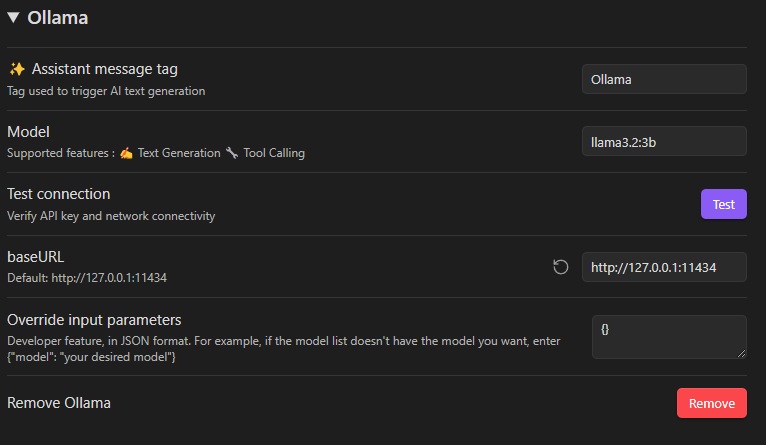 ▼ Ollama
✨ Assistant message tag
Tag used to trigger AI text generation
Ollama
Model
Supported features : ✍️ Text Generation 🔧 Tool Calling
llama3.2:3b
Test connection
Verify API key and network connectivity
Test
baseURL
Default: http://127.0.0.1:11434
http://127.0.0.1:11434
Override input parameters
Developer feature, in JSON format. For example, if the model list doesn't have the model you want, enter
{"model": "your desired model"}
{}
Remove Ollama
Remove